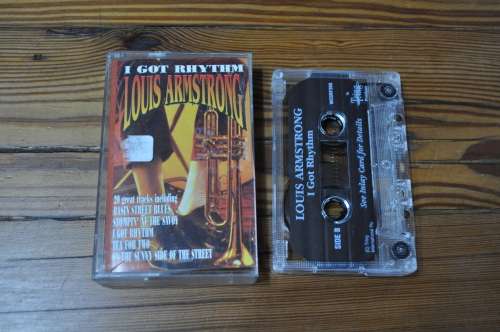 I GOT RHYTHM
LOUIS ARMSTRONG
20 great tracks including
BASIN STREET BLUES
STOMPIN' AT THE SAVOY
I GOT RHYTHM
TEA FOR TWO
ON THE SUNNY SIDE OF THE STREET
LOUIS ARMSTRONG
I Got Rhythm
See Inlay Card for Details
SIDE B